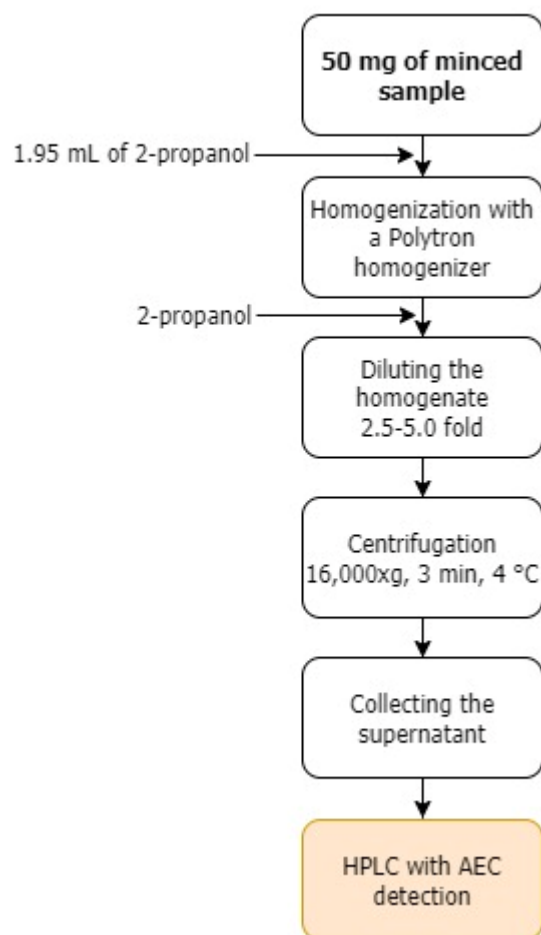 50 mg of minced
sample
1.95 mL of 2-propanol
Homogenization with
a Polytron
homogenizer
2-propanol
Diluting the
homogenate
2.5-5.0 fold
Centrifugation
16,000xg, 3 min, 4 °C
Collecting the
supernatant
HPLC with AEC
detection